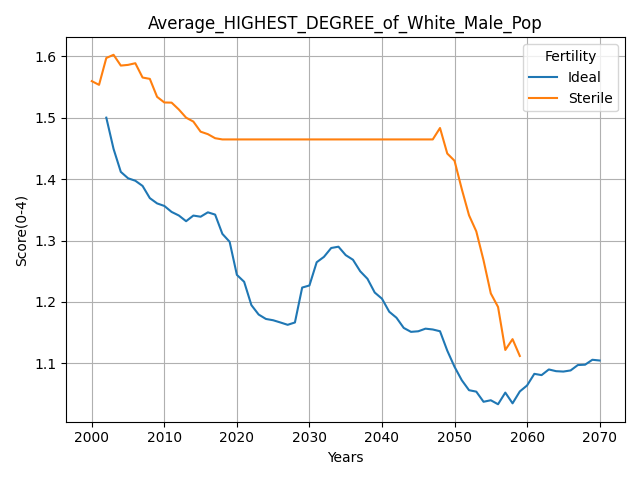 Average_HIGHEST_DEGREE_of_White_Male_Pop
Fertility
Ideal
Sterile
Score(0-4)
1.6
1.5
1.4
1.3
1.2
1.1
2000 2010 2020 2030 2040 2050 2060 2070
Years